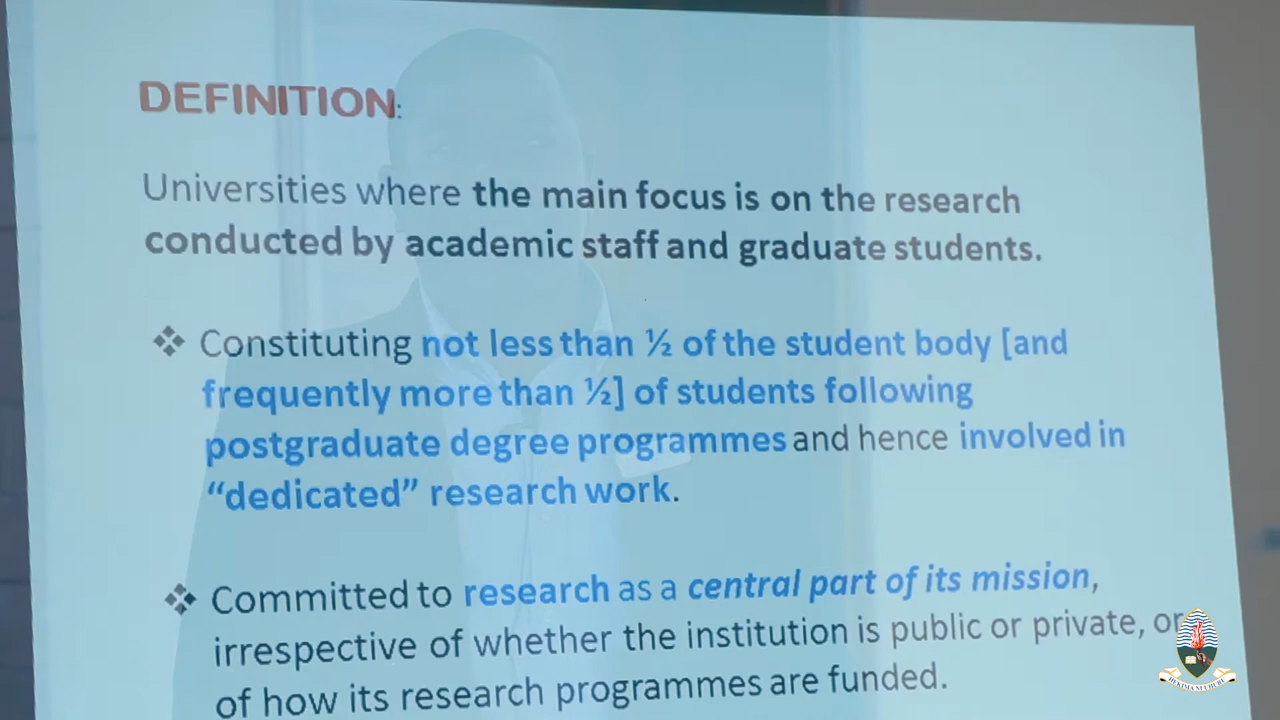 DEFINITION:
Universities where the main focus is on the research
conducted by academic staff and graduate students.
❖ Constituting not less than ½ of the student body [and
frequently more than ½] of students following
postgraduate degree programmes and hence involved in
“dedicated” research work.
❖ Committed to research as a central part of its mission,
irrespective of whether the institution is public or private, or
of how its research programmes are funded.
HEKIMA NI UHURU